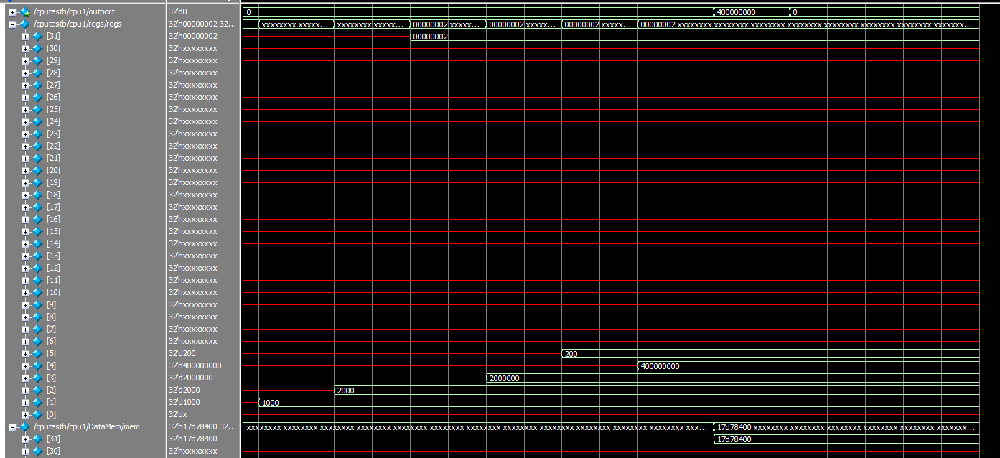 /cputestb/cpu1/outport 32'd0 0 400000000 0
/cputestb/cpu1/regs/regs 32'h00000002 32... xxxxxxxx xxxxx... xxxxxxxx xxxxx... 00000002 xxxxx... 00000002 xxxxx... 00000002 xxxxx... 00000002 xxxxxxxx xxxxxxxx xxxxxxxx xxxxxxxx xxxxxxxx xxxxxxxx xxxxxxxx xxxxxxx...
[31] 32'h00000002 00000002
[30] 32'hxxxxxxxx
[29] 32'hxxxxxxxx
[28] 32'hxxxxxxxx
[27] 32'hxxxxxxxx
[26] 32'hxxxxxxxx
[25] 32'hxxxxxxxx
[24] 32'hxxxxxxxx
[23] 32'hxxxxxxxx
[22] 32'hxxxxxxxx
[21] 32'hxxxxxxxx
[20] 32'hxxxxxxxx
[19] 32'hxxxxxxxx
[18] 32'hxxxxxxxx
[17] 32'hxxxxxxxx
[16] 32'hxxxxxxxx
[15] 32'hxxxxxxxx
[14] 32'hxxxxxxxx
[13] 32'hxxxxxxxx
[12] 32'hxxxxxxxx
[11] 32'hxxxxxxxx
[10] 32'hxxxxxxxx
[9] 32'hxxxxxxxx
[8] 32'hxxxxxxxx
[7] 32'hxxxxxxxx
[6] 32'hxxxxxxxx
[5] 32'd200 200
[4] 32'd400000000 400000000
[3] 32'd2000000 2000000
[2] 32'd2000 2000
[1] 32'd1000 1000
[0] 32'dx
/cputestb/cpu1/DataMem/mem 32'h17d78400 32... xxxxxxxx xxxxxxxx xxxxxxxx xxxxxxxx xxxxxxxx xxxxxxxx xxxxxxxx xxxxxxxx xxxxxxxx xxxxxxxx xxxxxxxx xxxxxxxx xxx... 17d78400 xxxxxxxx xxxxxxxx xxxxxxxx xxxxxxxx xxxxxxxx xxxxxxxx...
[31] 32'h17d78400 17d78400
[30] 32'hxxxxxxxx